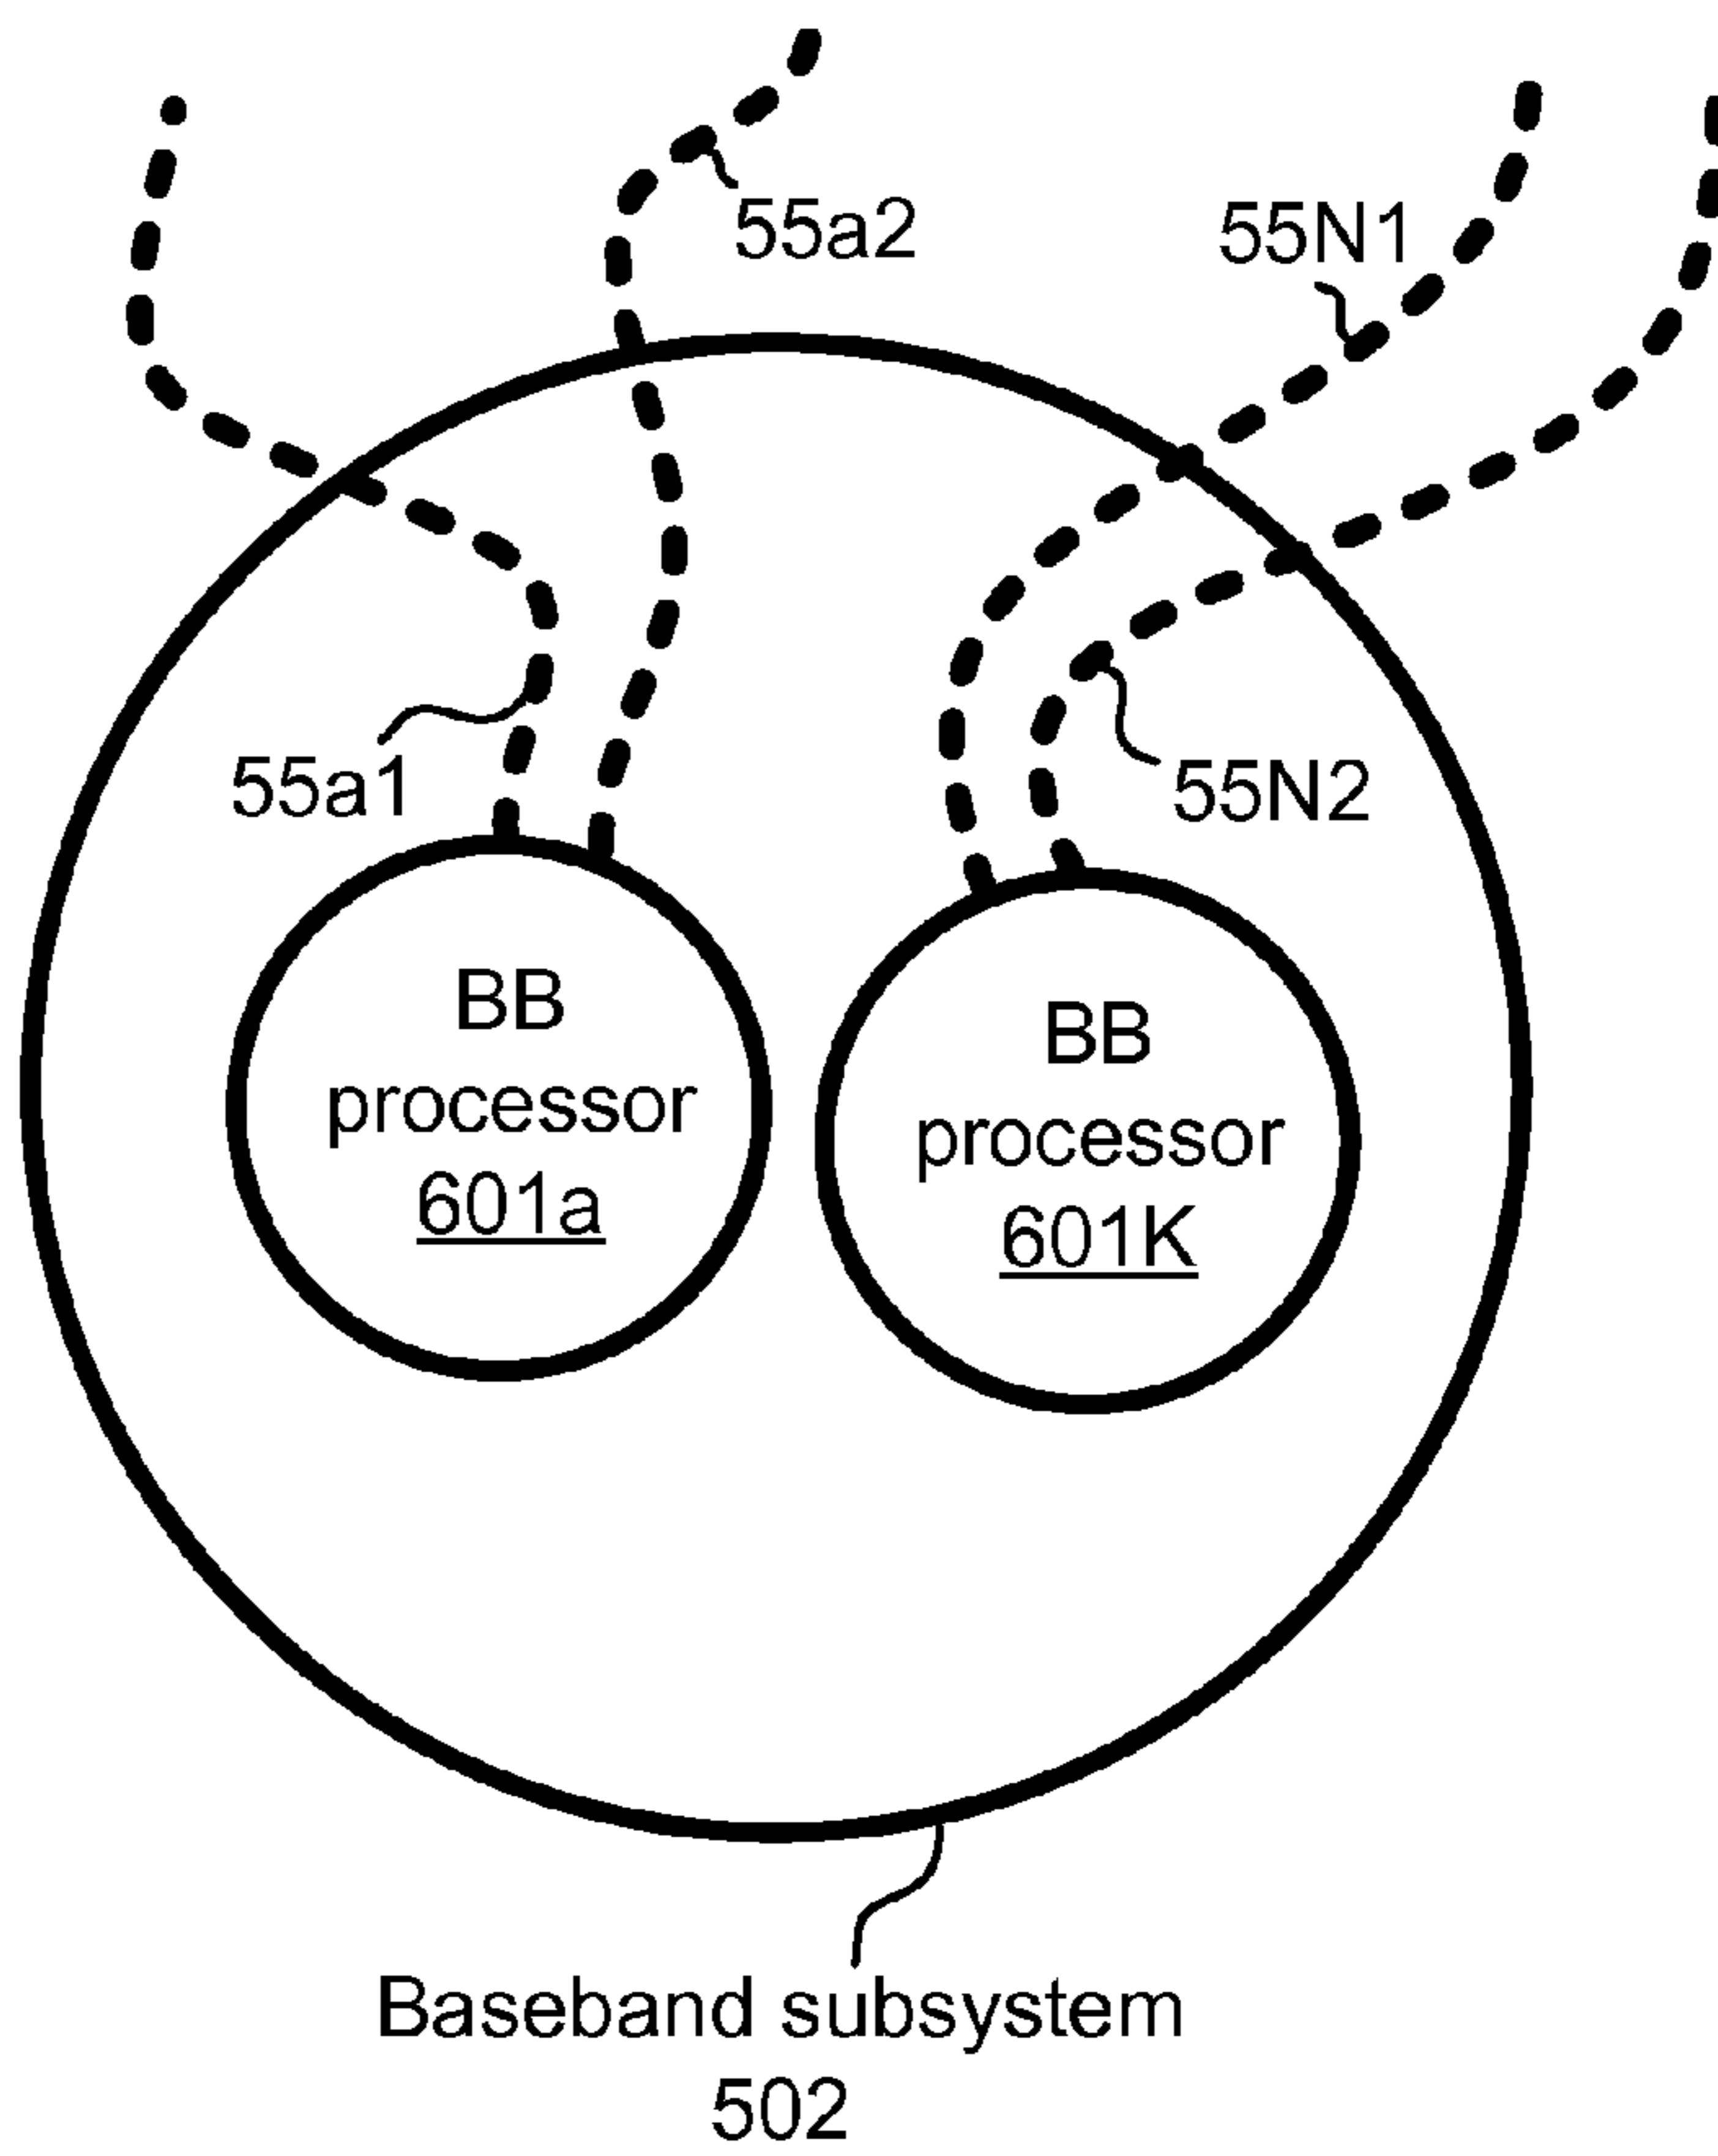 55a2
55N1
55a1
55N2
BB
processor
601a
BB
processor
601K
Baseband subsystem
502